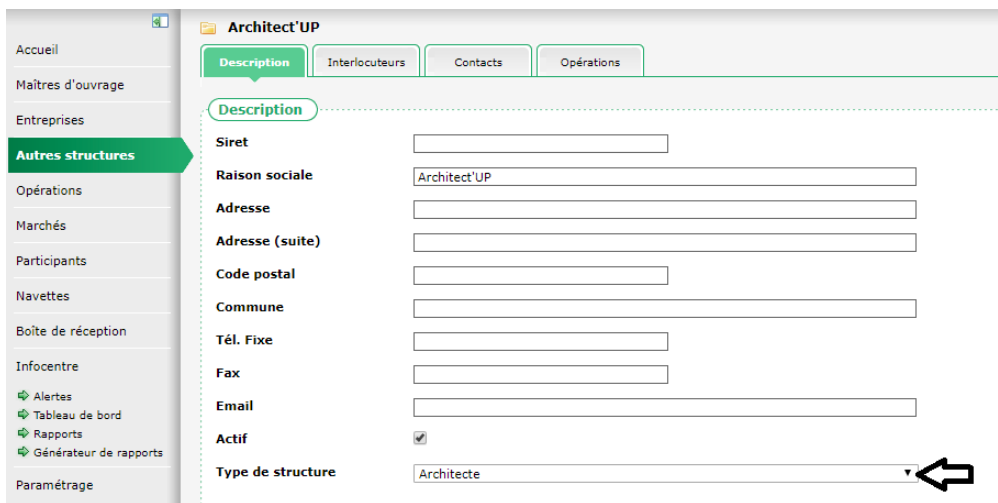 Architect'UP
Accueil
Maîtres d'ouvrage
Entreprises
Autres structures
Opérations
Marchés
Participants
Navettes
Boîte de réception
Infocentre
Alertes
Tableau de bord
Rapports
Générateur de rapports
Paramétrage
Description Interlocuteurs Contacts Opérations
Description
Siret
Raison sociale Architect'UP
Adresse
Adresse (suite)
Code postal
Commune
Tél. Fixe
Fax
Email
Actif
Type de structure Architecte